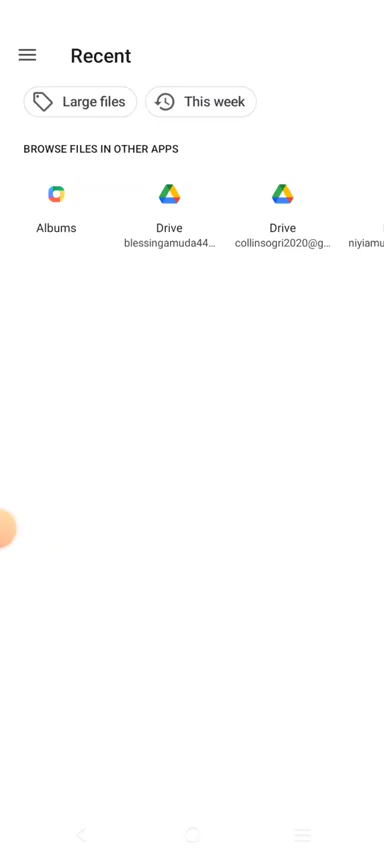 Recent
Large files
This week
BROWSE FILES IN OTHER APPS
Albums
Drive
blessingamuda44...
Drive
collinsogri2020@g...
niyiamu